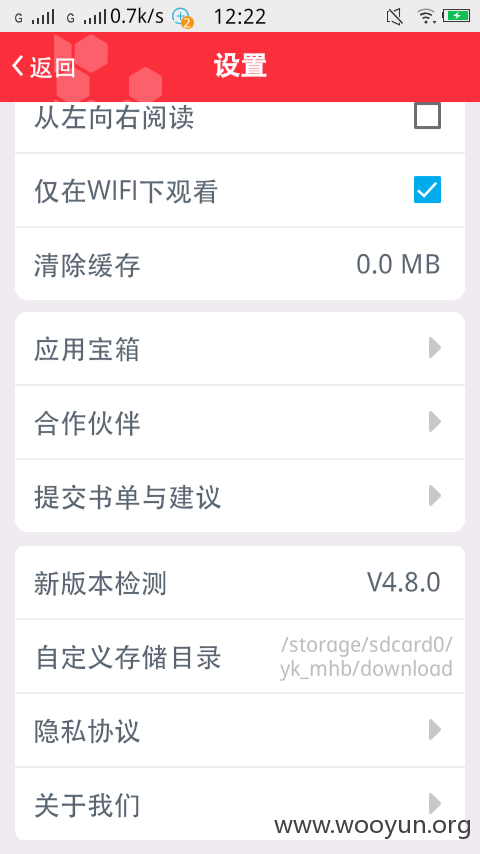 G G 0.7k/s 2 12:22
返回 设置
从左向右阅读
仅在WIFI下观看
清除缓存 0.0 MB
应用宝箱
合作伙伴
提交书单与建议
新版本检测 V4.8.0
自定义存储目录 /storage/sdcard0/
yk_mhb/download
隐私协议
关于我们
www.wooyun.org